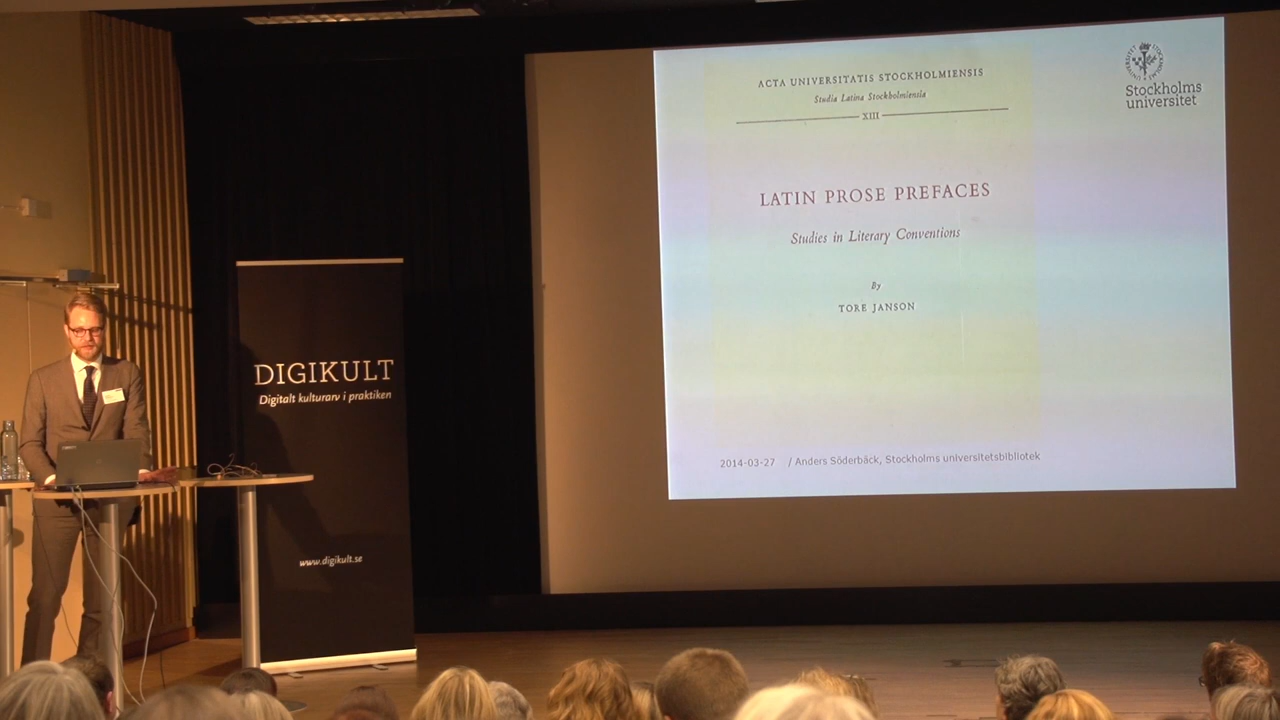 ACTA UNIVERSITATIS STOCKHOLMIENSIS
Studia Latina Stockholmiensia
XIII
LATIN PROSE PREFACES
Studies in Literary Conventions
By
TORE JANSON
2014-03-27 / Anders Söderbäck, Stockholms universitetsbibliotek
Stockholms
universitet
DIGIKULT
Digitalt kulturarv i praktiken
www.digikult.se